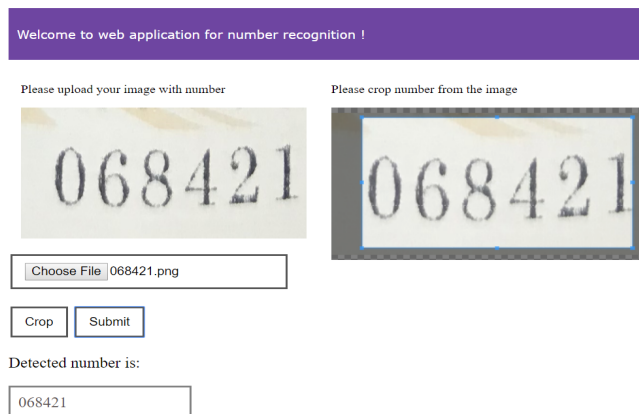 Welcome to web application for number recognition !
Please upload your image with number
Please crop number from the image
068421
068421
Choose File 068421.png
Crop
Submit
Detected number is:
068421